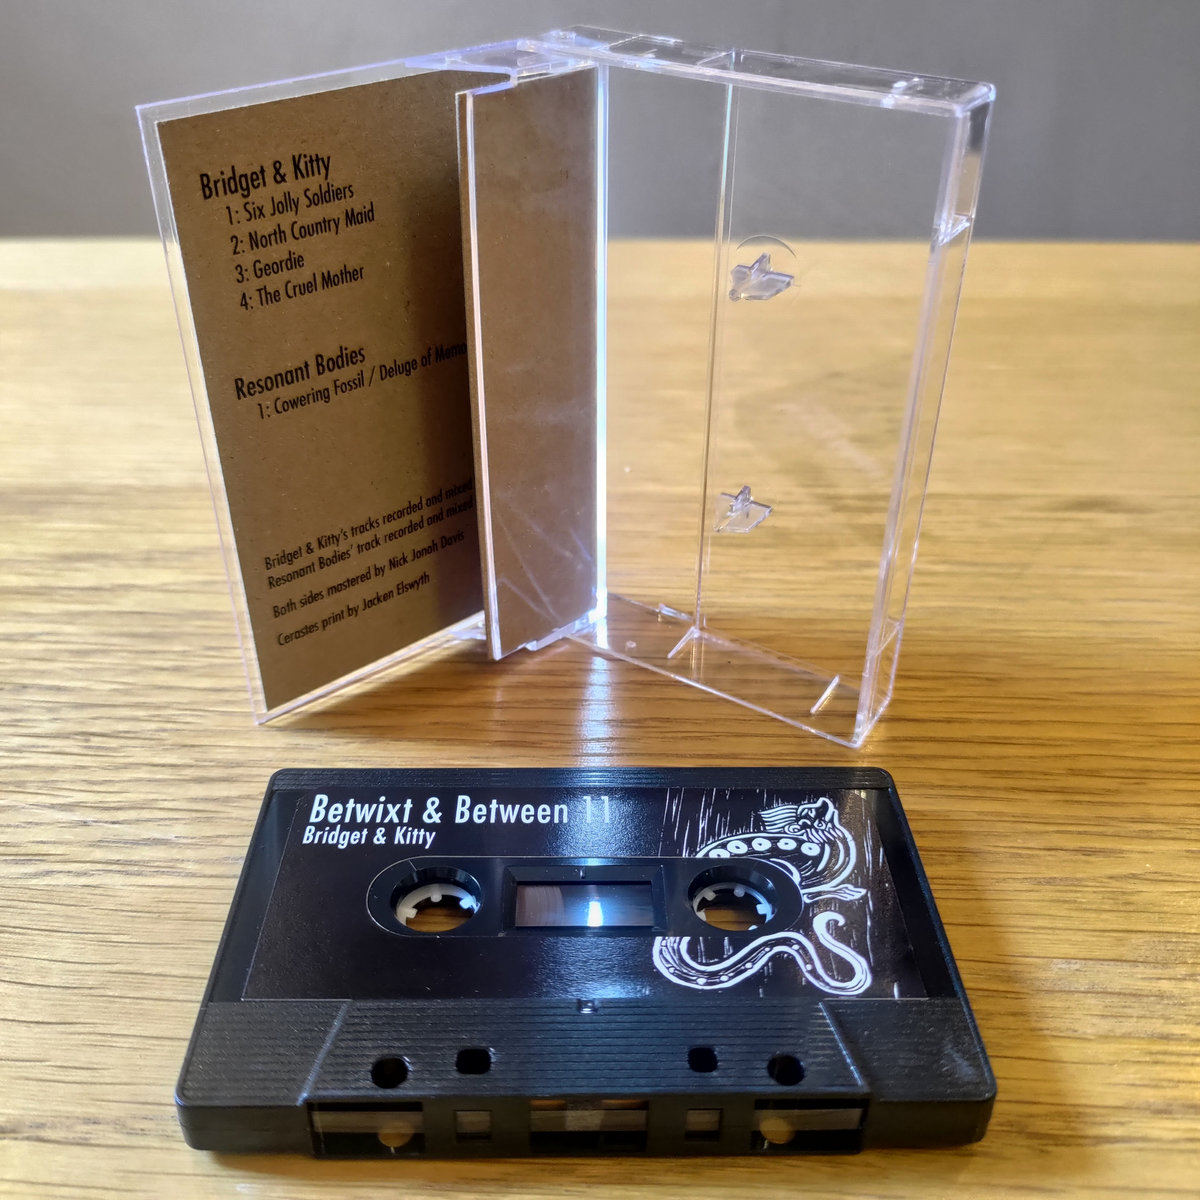 Bridget & Kitty
1: Six Jolly Soldiers
2: North Country Maid
3: Geordie
4: The Cruel Mother
Resonant Bodies
1: Cowering Fossil / Deluge of
Bridget & Kitty's tracks recorded and mixed
Resonant Bodies' track recorded and mixed
Both sides mastered by Nick Jonah Davis
Cerastes print by Jacken Elswyth
Betwixt & Between 11
Bridget & Kitty